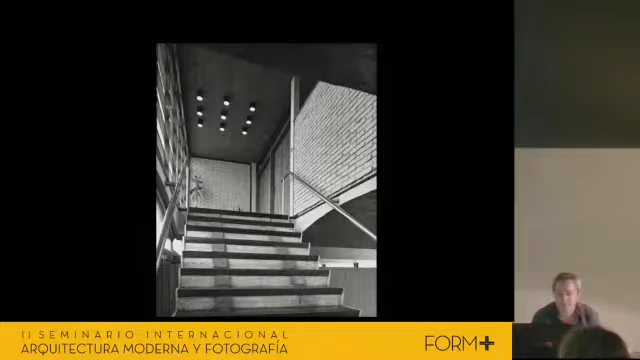 II SEMINARIO INTERNACIONAL
ARQUITECTURA MODERNA Y FOTOGRAFÍA
FORM+